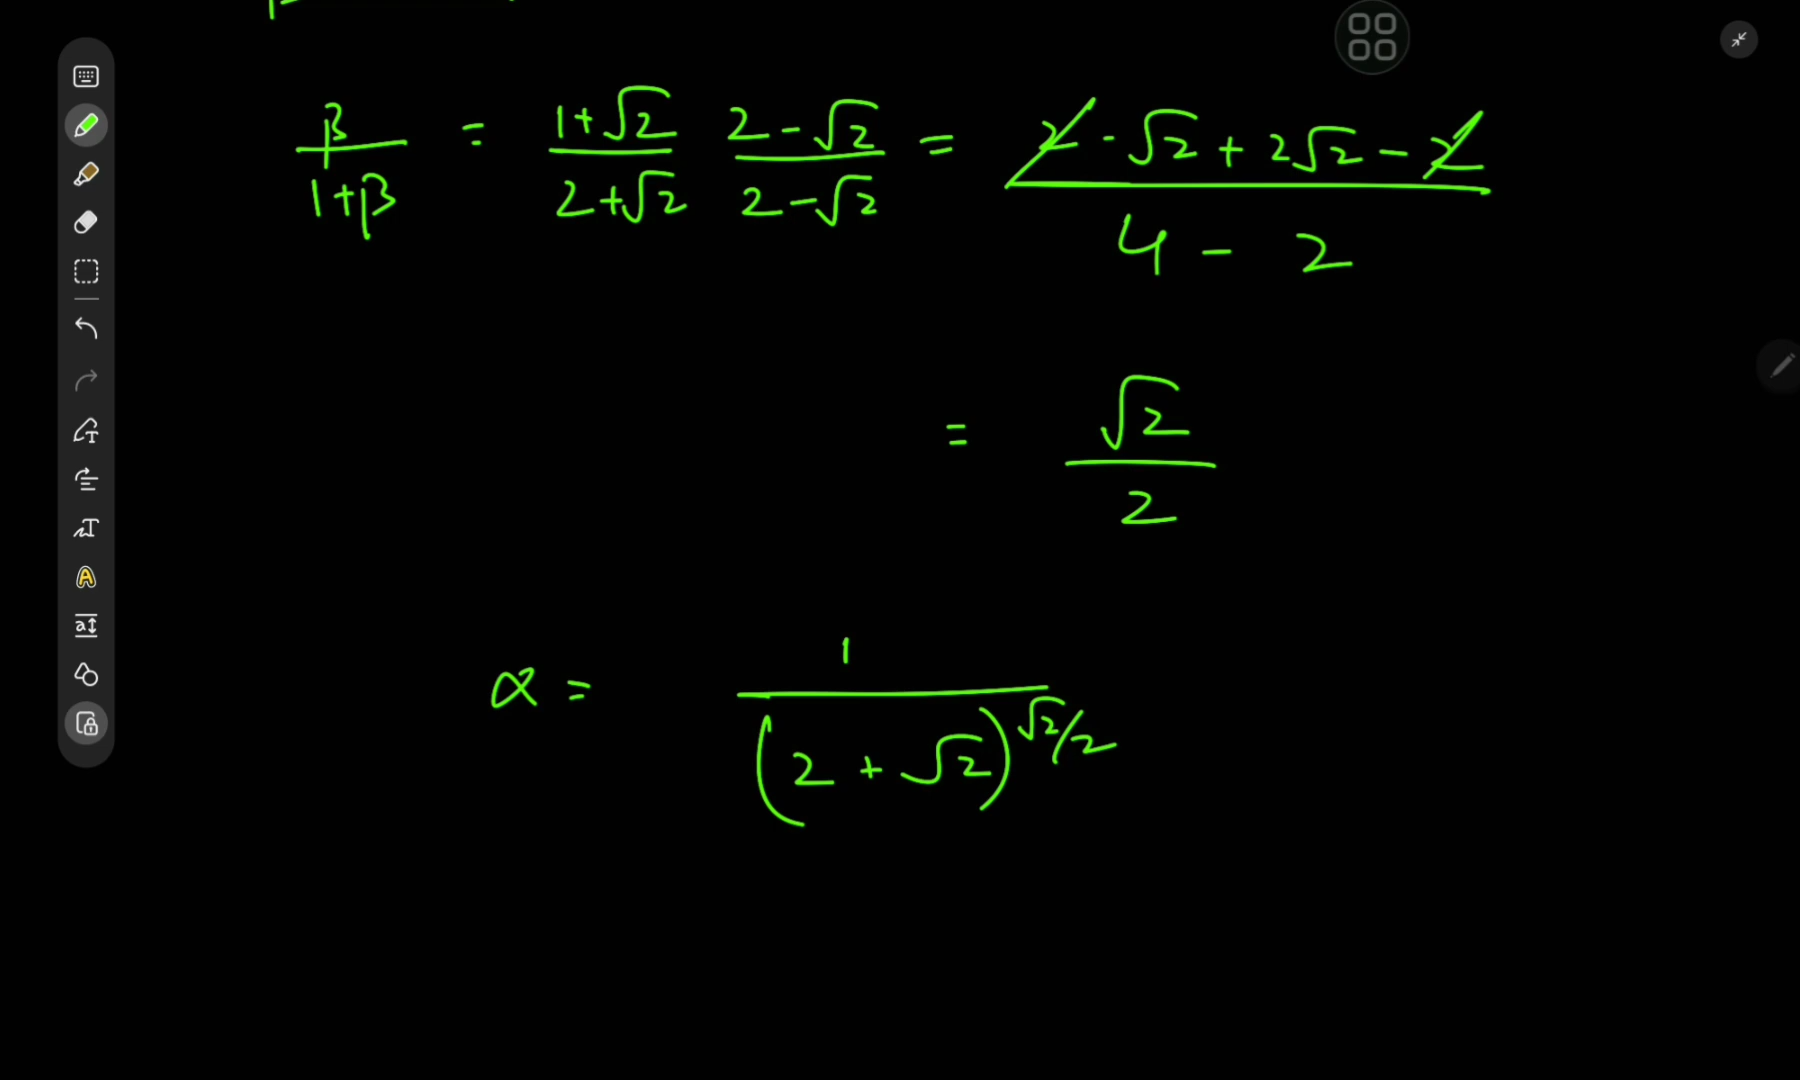 β/(1+β) = (1+√2)/(2+√2) (2-√2)/(2-√2) = (2 - √2 + 2√2 - 2)/(4 - 2)
= √2/2
α = 1/(2 + √2)^(√2/2)